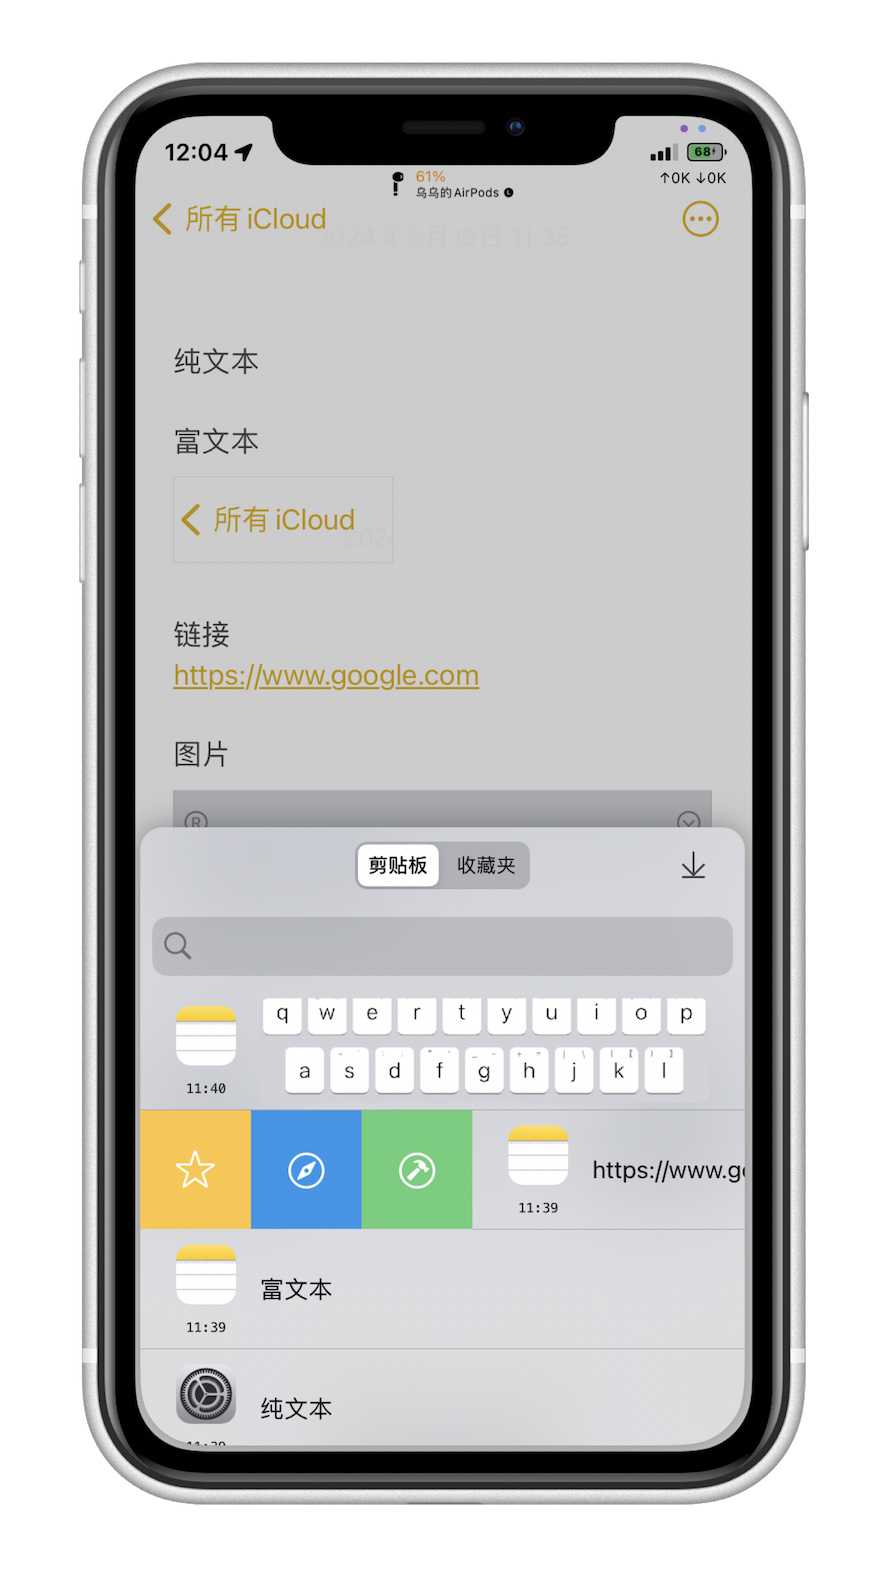 12:04
68
61%
乌乌的AirPods L
↑0K ↓0K
所有 iCloud
纯文本
富文本
所有 iCloud
链接
https://www.google.com
图片
R
剪贴板 收藏夹
q w e r t y u i o p
a s d f g h j k l
11:40
https://www.g
11:39
富文本
11:39
纯文本